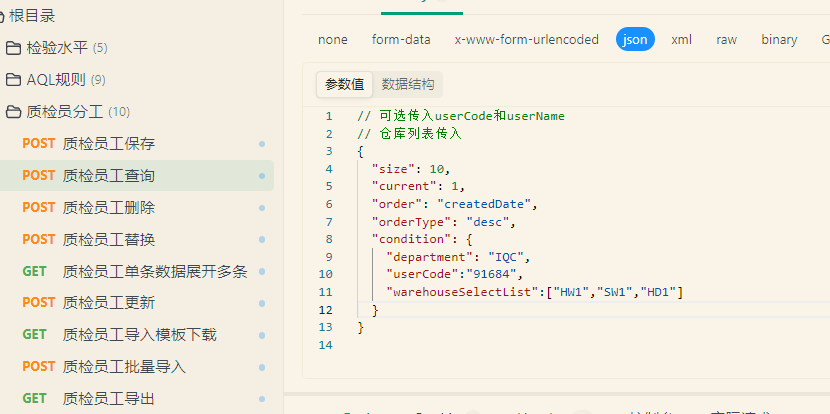 根目录
检验水平 (5)
AQL规则 (9)
质检员分工 (10)
POST 质检员工保存
POST 质检员工查询
POST 质检员工删除
POST 质检员工替换
GET 质检员工单条数据展开多条
POST 质检员工更新
GET 质检员工导入模板下载
POST 质检员工批量导入
GET 质检员工导出
none form-data x-www-form-urlencoded json xml raw binary G
参数值 数据结构
1 // 可选传入userCode和userName
2 // 仓库列表传入
3 {
4 "size": 10,
5 "current": 1,
6 "order": "createdDate",
7 "orderType": "desc",
8 "condition": {
9 "department": "IQC",
10 "userCode":"91684",
11 "warehouseSelectList":["HW1","SW1","HD1"]
12 }
13 }
14